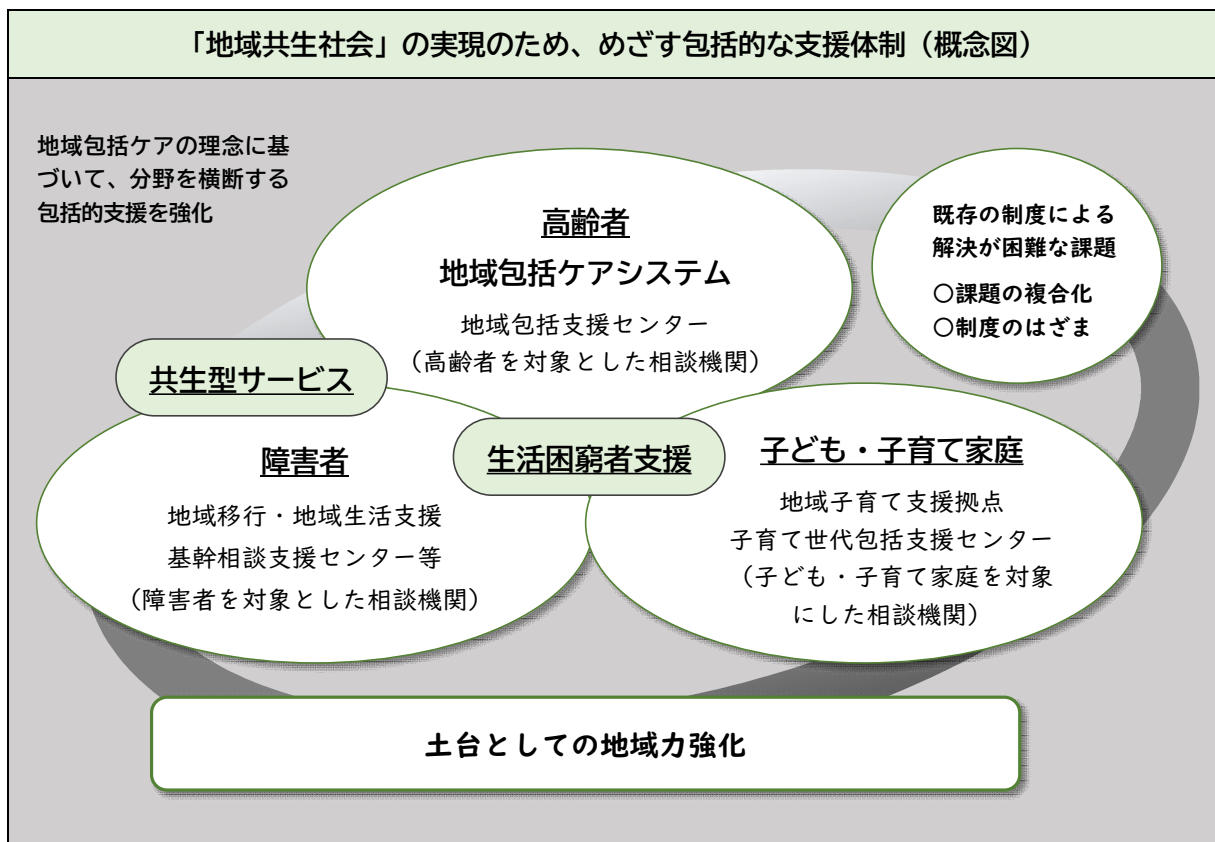 「地域共生社会」の実現のため、めざす包括的な支援体制（概念図）
地域包括ケアの理念に基
づいて、分野を横断する
包括的支援を強化
高齢者
地域包括ケアシステム
地域包括支援センター
（高齢者を対象とした相談機関）
既存の制度による
解決が困難な課題
○課題の複合化
○制度のはざま
共生型サービス
障害者
地域移行・地域生活支援
基幹相談支援センター等
（障害者を対象とした相談機関）
生活困窮者支援
子ども・子育て家庭
地域子育て支援拠点
子育て世代包括支援センター
（子ども・子育て家庭を対象
にした相談機関）
土台としての地域力強化